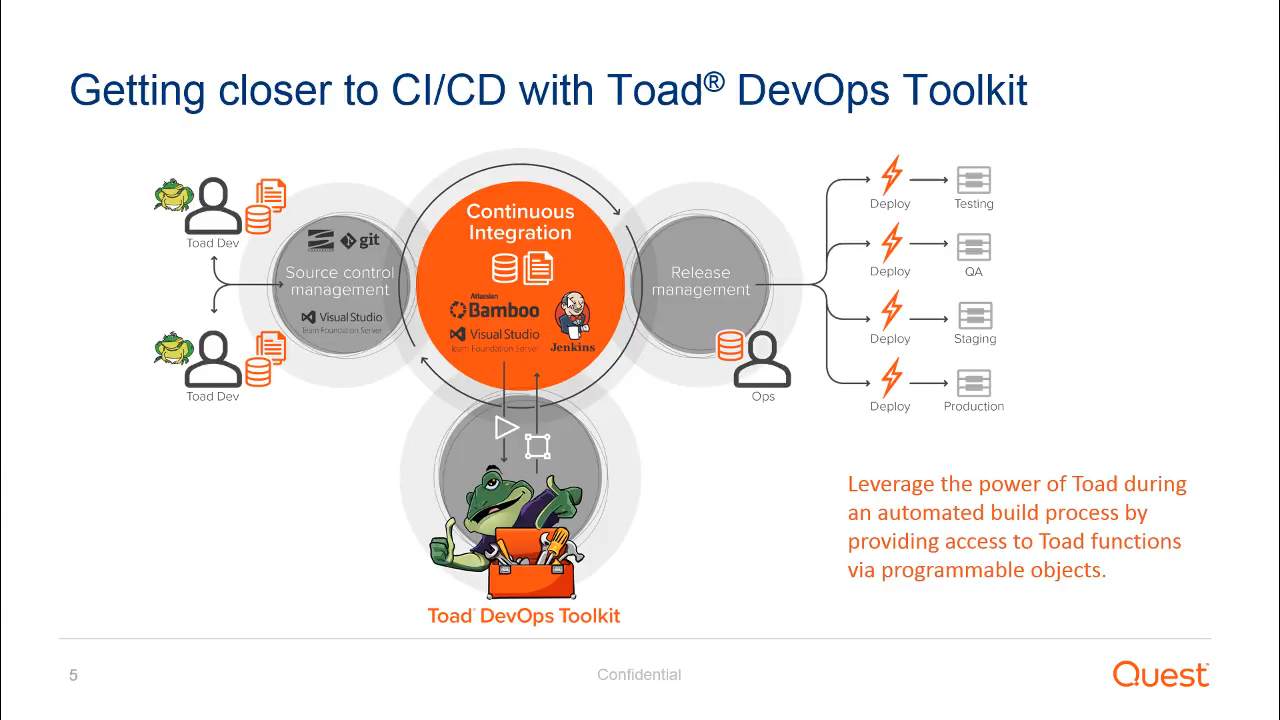 Getting closer to CI/CD with Toad® DevOps Toolkit
Toad Dev
Toad Dev
git
Source control
management
Visual Studio
Team Foundation Server
Continuous
Integration
Atlassian
Bamboo
Visual Studio
Team Foundation Server
Jenkins
Release
management
Ops
Deploy
Testing
Deploy
QA
Deploy
Staging
Deploy
Production
Toad® DevOps Toolkit
Leverage the power of Toad during
an automated build process by
providing access to Toad functions
via programmable objects.
5
Confidential
Quest